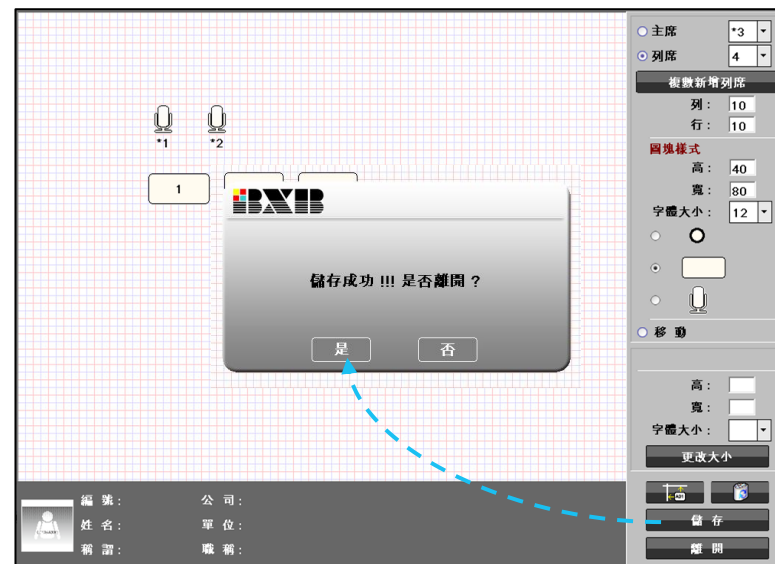 *1 *2
1
BXB
儲存成功 !!! 是否離開 ?
是 否
主席 *3
列席 4
複數新增列席
列 : 10
行 : 10
圖塊樣式
高 : 40
寬 : 80
字體大小 : 12
移 動
高 :
寬 :
字體大小 :
更改大小
A01
儲 存
離 開
編 號 : 公 司 :
姓 名 : 單 位 :
稱 謂 : 職 稱 :